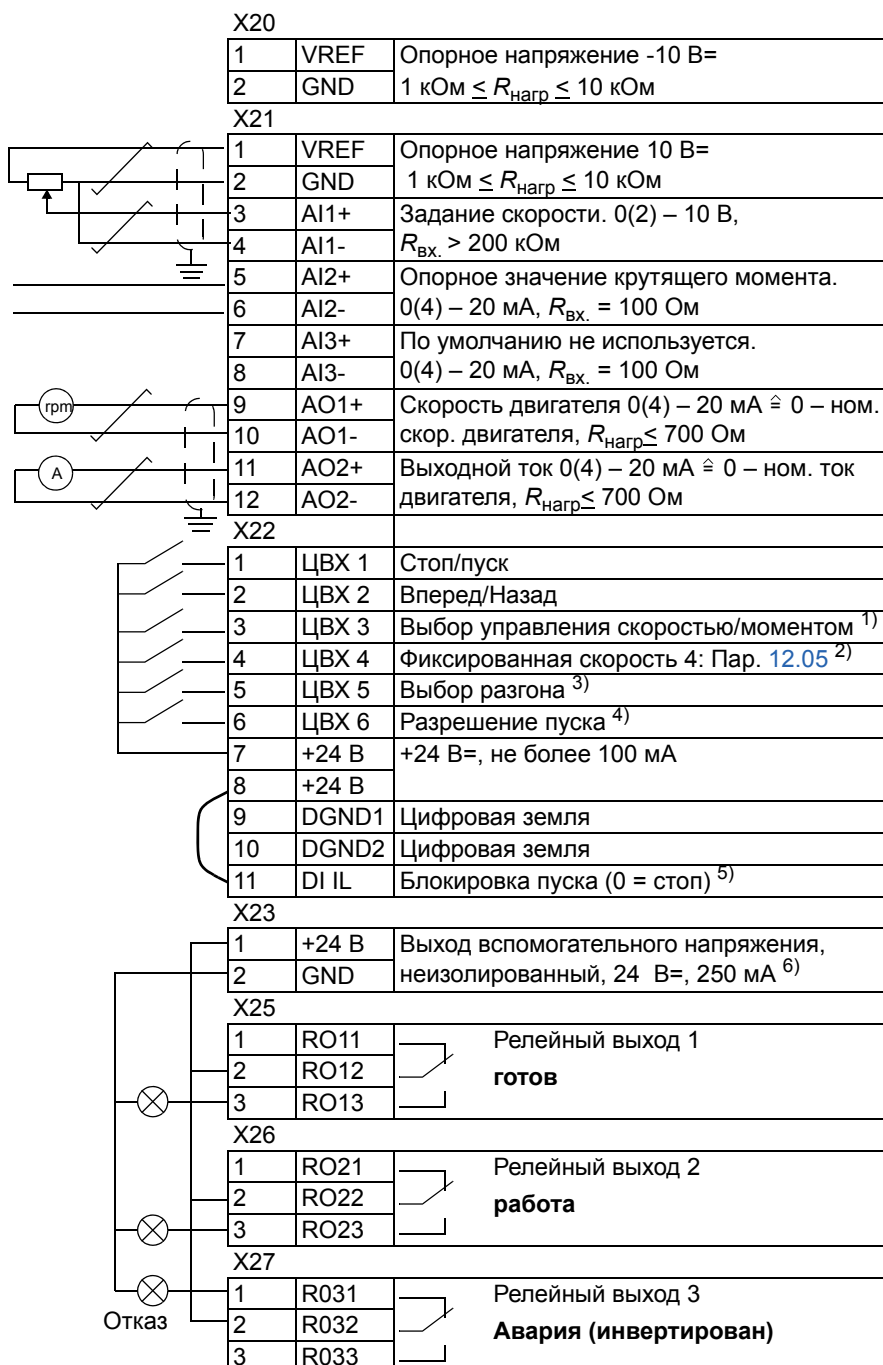 X20
1 VREF Опорное напряжение -10 В=
2 GND 1 кОм ≤ Rнагр ≤ 10 кОм
X21
1 VREF Опорное напряжение 10 В=
2 GND 1 кОм ≤ Rнагр ≤ 10 кОм
3 AI1+ Задание скорости. 0(2) – 10 В,
4 AI1- Rвх. > 200 кОм
5 AI2+ Опорное значение крутящего момента.
6 AI2- 0(4) – 20 мА, Rвх. = 100 Ом
7 AI3+ По умолчанию не используется.
8 AI3- 0(4) – 20 мА, Rвх. = 100 Ом
rpm 9 AO1+ Скорость двигателя 0(4) – 20 мА ≙ 0 – ном.
10 AO1- скор. двигателя, Rнагр≤ 700 Ом
A 11 AO2+ Выходной ток 0(4) – 20 мА ≙ 0 – ном. ток
12 AO2- двигателя, Rнагр≤ 700 Ом
X22
1 ЦВХ 1 Стоп/пуск
2 ЦВХ 2 Вперед/Назад
3 ЦВХ 3 Выбор управления скоростью/моментом 1)
4 ЦВХ 4 Фиксированная скорость 4: Пар. 12.05 2)
5 ЦВХ 5 Выбор разгона 3)
6 ЦВХ 6 Разрешение пуска 4)
7 +24 В +24 В=, не более 100 мА
8 +24 В
9 DGND1 Цифровая земля
10 DGND2 Цифровая земля
11 DI IL Блокировка пуска (0 = стоп) 5)
X23
1 +24 В Выход вспомогательного напряжения,
2 GND неизолированный, 24 В=, 250 мА 6)
X25
1 RO11 Релейный выход 1
2 RO12 готов
3 RO13
X26
1 RO21 Релейный выход 2
2 RO22 работа
3 RO23
X27
1 R031 Релейный выход 3
Отказ 2 R032 Авария (инвертирован)
3 R033